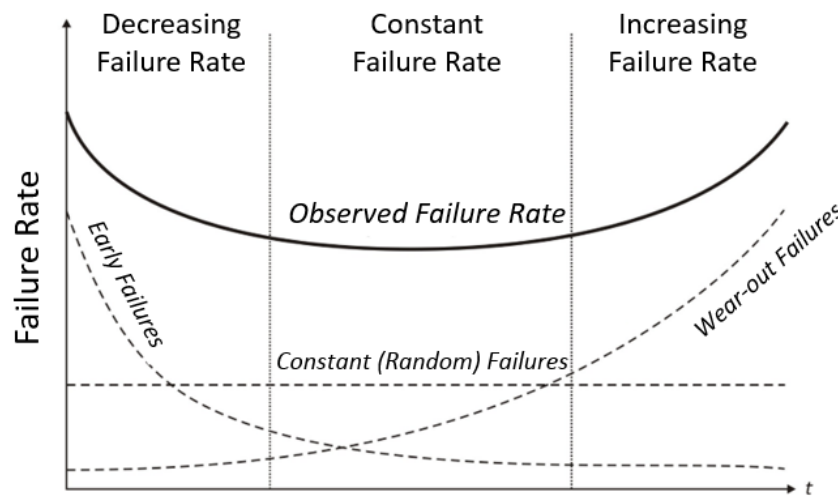 Decreasing
Failure Rate
Constant
Failure Rate
Increasing
Failure Rate
Failure Rate
Observed Failure Rate
Early Failures
Wear-out Failures
Constant (Random) Failures
t